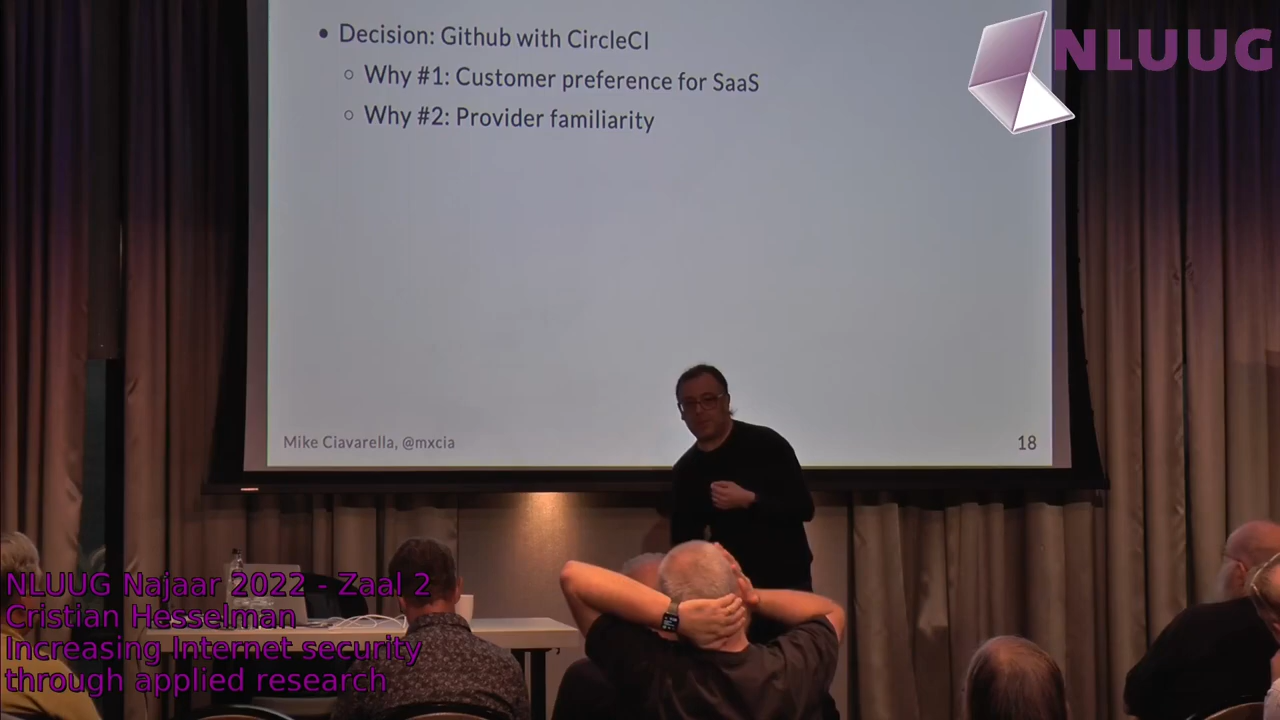 • Decision: Github with CircleCI
○ Why #1: Customer preference for SaaS
○ Why #2: Provider familiarity
Mike Ciavarella, @mxcia
18
NLUUG
NLUUG Najaar 2022 - Zaal 2
Cristian Hesselman
Increasing Internet security
through applied research